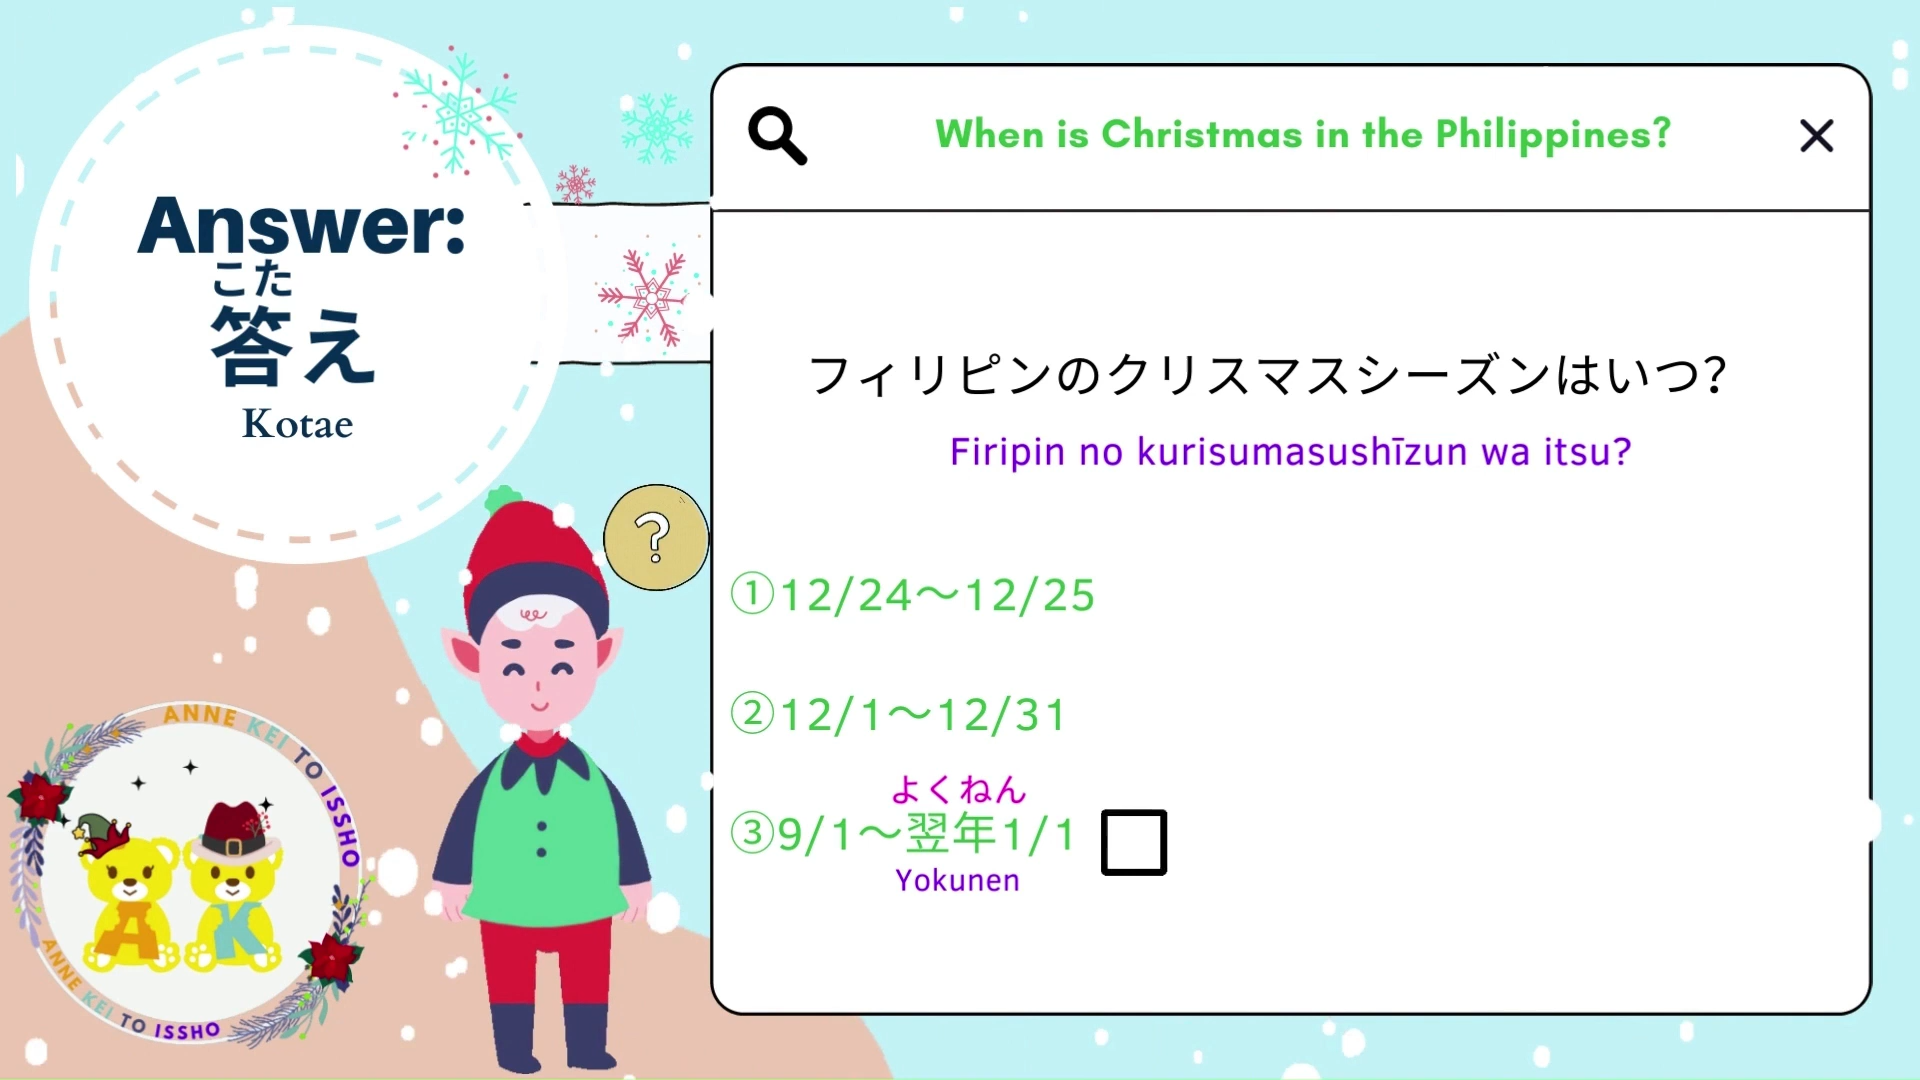 Answer:
こた
答え
Kotae
When is Christmas in the Philippines?
フィリピンのクリスマスシーズンはいつ?
Firipin no kurisumasushīzun wa itsu?
①12/24〜12/25
②12/1〜12/31
よくねん
③9/1〜翌年1/1
Yokunen
?
ANNE KEI TO ISSHO
A K
ANNE KEI TO ISSHO